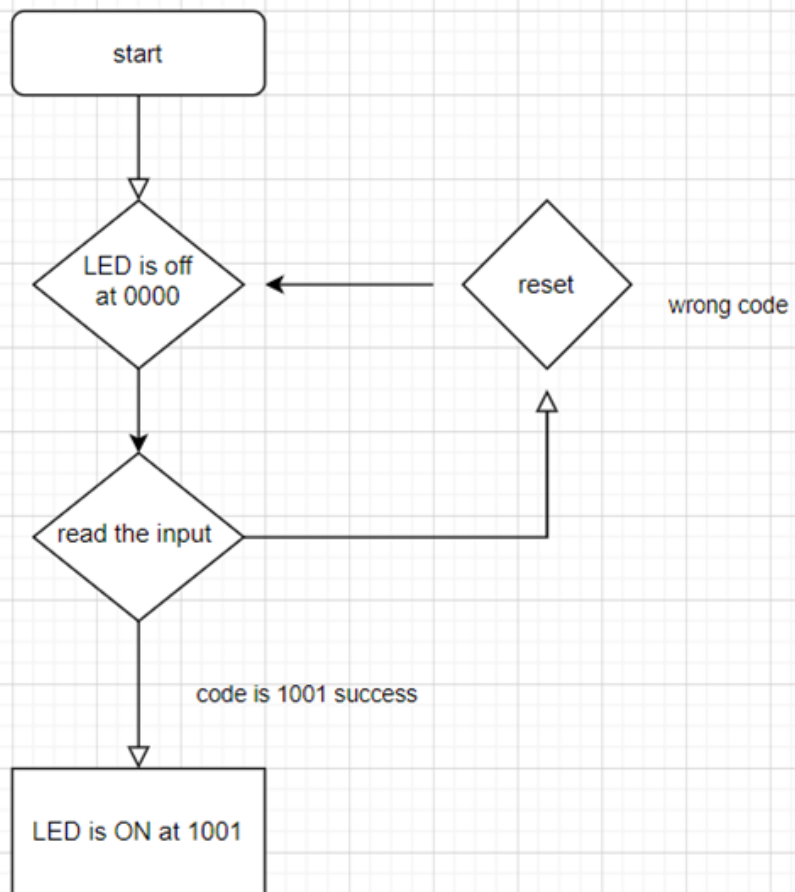 start
LED is off
at 0000
reset
wrong code
read the input
code is 1001 success
LED is ON at 1001